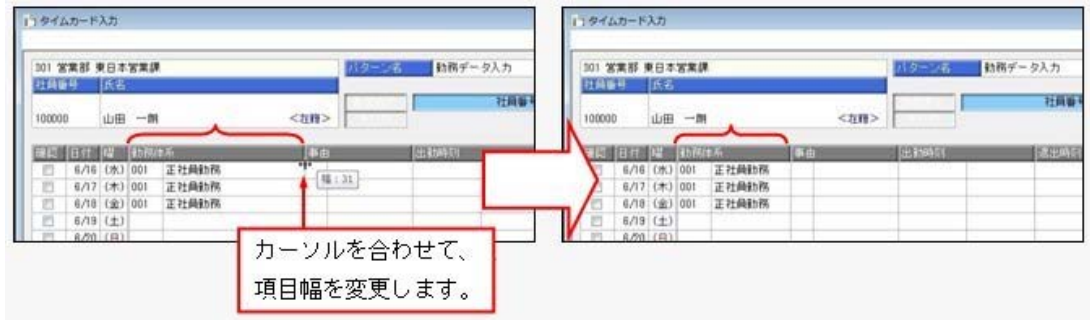 タイムカード入力
301 営業部 東日本営業課
パターン名
勤務データ入力
社員番号
氏名
社員番号
100000
山田 一朗
<在籍>
確認 日付 曜 勤務体系 事由 出勤時刻
6/16 (水) 001 正社員勤務
幅：31
6/17 (木) 001 正社員勤務
6/18 (金) 001 正社員勤務
6/19 (土)
6/20 (日)
カーソルを合わせて、
項目幅を変更します。
タイムカード入力
301 営業部 東日本営業課
パターン名
勤務データ入力
社員番号
氏名
社員番号
100000
山田 一朗
<在籍>
確認 日付 曜 勤務体系 事由 出勤時刻 退出時刻
6/16 (水) 001 正社員勤務
6/17 (木) 001 正社員勤務
6/18 (金) 001 正社員勤務
6/19 (土)
6/20 (日)